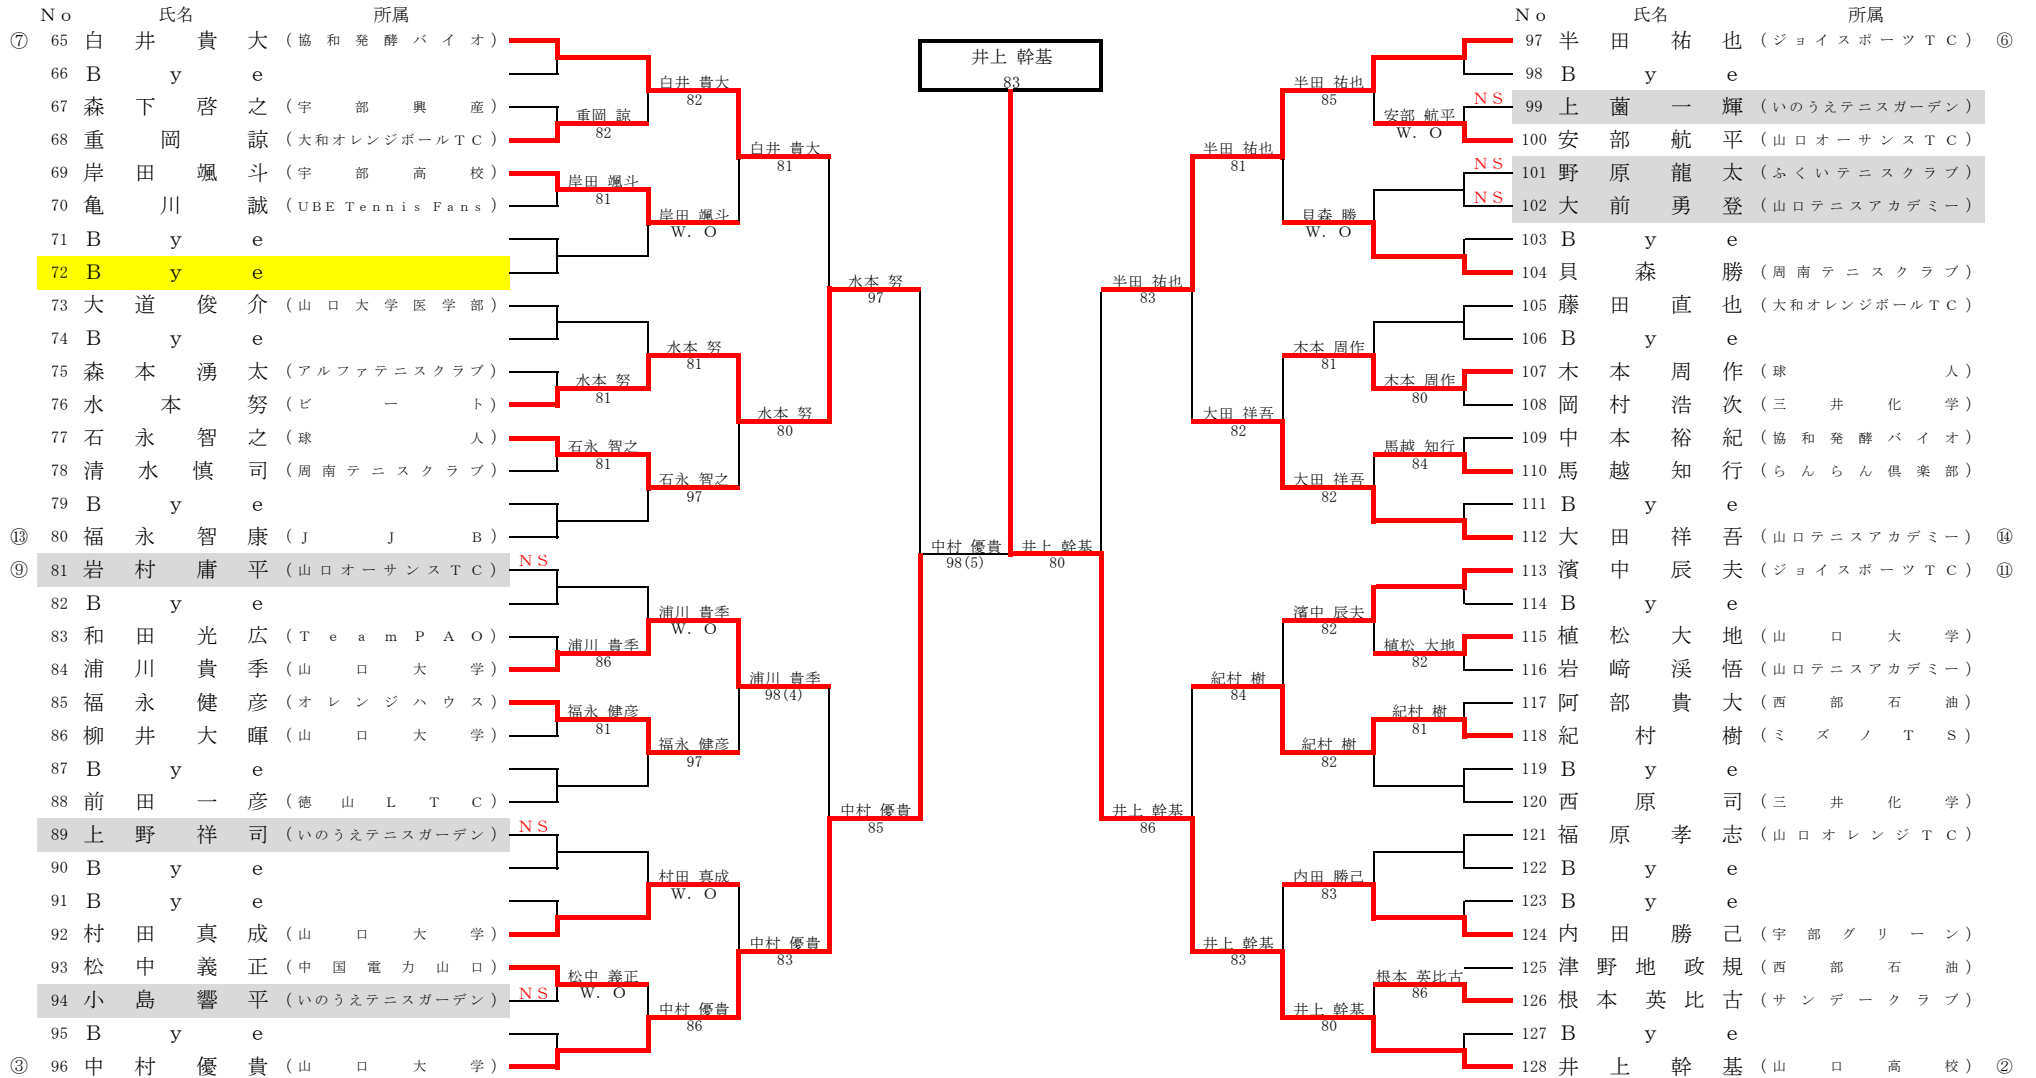 No 氏名 所属
⑦ 65 白井貴大 (協和発酵バイオ)
66 Bye
67 森下啓之 (宇部興産)
68 重岡諒 (大和オレンジボールTC)
69 岸田颯斗 (宇部高校)
70 亀川誠 (UBE Tennis Fans)
71 Bye
72 Bye
73 大道俊介 (山口大学医学部)
74 Bye
75 森本湧太 (アルファテニスクラブ)
76 水本努 (ビート)
77 石永智之 (球人)
78 清水慎司 (周南テニスクラブ)
79 Bye
⑬ 80 福永智康 (JJB)
⑨ 81 岩村庸平 (山口オーサンスTC) NS
82 Bye
83 和田光広 (TeamPAO)
84 浦川貴季 (山口大学)
85 福永健彦 (オレンジハウス)
86 柳井大暉 (山口大学)
87 Bye
88 前田一彦 (徳山LTC)
89 上野祥司 (いのうえテニスガーデン) NS
90 Bye
91 Bye
92 村田真成 (山口大学)
93 松中義正 (中国電力山口)
94 小島響平 (いのうえテニスガーデン) NS
95 Bye
③ 96 中村優貴 (山口大学)
重岡 諒
82
岸田 颯斗
81
水本 努
81
石永 智之
81
浦川 貴季
86
福永 健彦
81
松中 義正
W.O
白井 貴大
82
岸田 颯斗
W.O
水本 努
81
石永 智之
97
浦川 貴季
W.O
福永 健彦
97
村田 真成
W.O
中村 優貴
86
白井 貴大
81
水本 努
80
浦川 貴季
98(4)
中村 優貴
83
水本 努
97
中村 優貴
85
中村 優貴
98(5)
井上 幹基
83
井上 幹基
80
半田 祐也
83
井上 幹基
86
半田 祐也
81
大田 祥吾
82
紀村 樹
84
井上 幹基
83
半田 祐也
85
貝森 勝
W.O
木本 周作
81
大田 祥吾
82
濱中 辰夫
82
紀村 樹
82
内田 勝己
83
井上 幹基
80
安部 航平
W.O
木本 周作
80
馬越 知行
84
植松 大地
82
紀村 樹
81
根本 英比古
86
No 氏名 所属
97 半田祐也 (ジョイスポーツTC) ⑥
98 Bye
NS 99 上薗一輝 (いのうえテニスガーデン)
100 安部航平 (山口オーサンスTC)
NS 101 野原龍太 (ふくいテニスクラブ)
NS 102 大前勇登 (山口テニスアカデミー)
103 Bye
104 貝森勝 (周南テニスクラブ)
105 藤田直也 (大和オレンジボールTC)
106 Bye
107 木本周作 (球人)
108 岡村浩次 (三井化学)
109 中本裕紀 (協和発酵バイオ)
110 馬越知行 (らんらん倶楽部)
111 Bye
112 大田祥吾 (山口テニスアカデミー) ⑭
113 濱中辰夫 (ジョイスポーツTC) ⑪
114 Bye
115 植松大地 (山口大学)
116 岩﨑渓悟 (山口テニスアカデミー)
117 阿部貴大 (西部石油)
118 紀村樹 (ミズノTS)
119 Bye
120 西原司 (三井化学)
121 福原孝志 (山口オレンジTC)
122 Bye
123 Bye
124 内田勝己 (宇部グリーン)
125 津野地政規 (西部石油)
126 根本英比古 (サンデークラブ)
127 Bye
128 井上幹基 (山口高校) ②